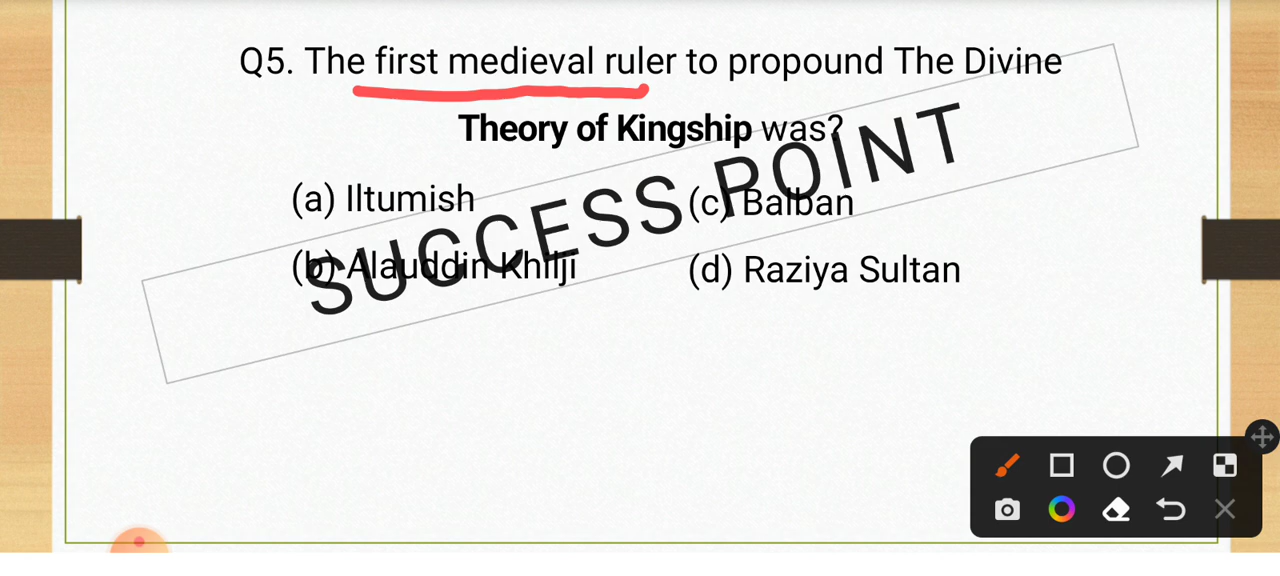 Q5. The first medieval ruler to propound The Divine
Theory of Kingship was?
(a) Iltumish
(c) Balban
(b) Alauddin Khilji
(d) Raziya Sultan
SUCCESS POINT